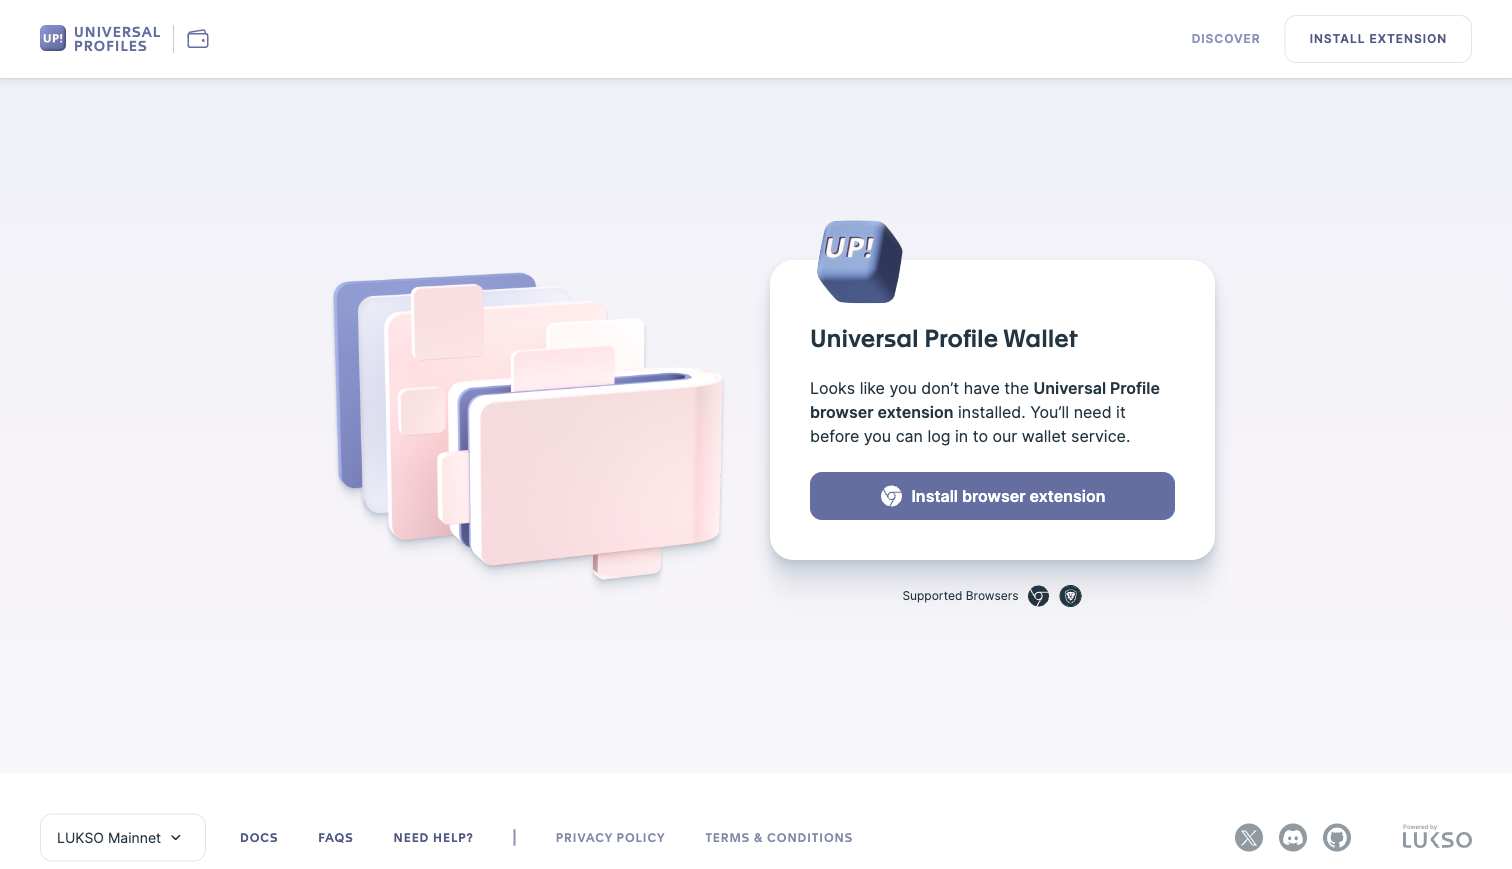 UP!
UNIVERSAL
PROFILES
DISCOVER
INSTALL EXTENSION
UP!
Universal Profile Wallet
Looks like you don’t have the Universal Profile
browser extension installed. You’ll need it
before you can log in to our wallet service.
Install browser extension
Supported Browsers
LUKSO Mainnet
DOCS
FAQS
NEED HELP?
|
PRIVACY POLICY
TERMS & CONDITIONS
Powered by
LUKSO